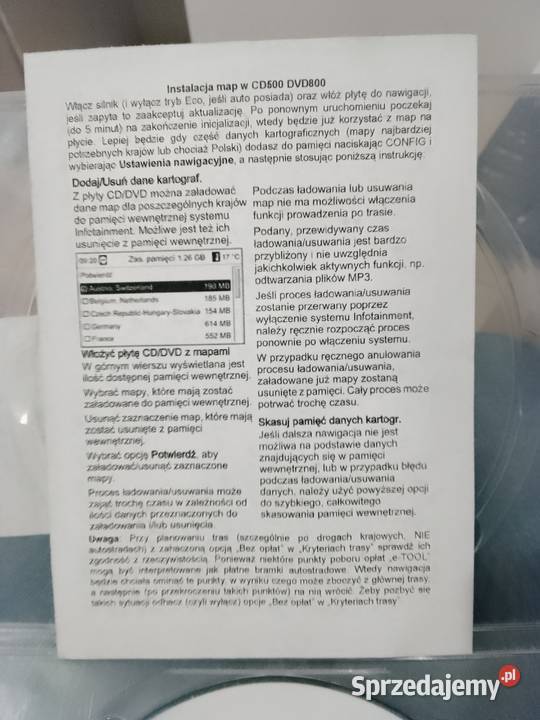 Instalacja map w CD500 DVD800
Włącz silnik (i wyłącz tryb Eco, jeśli auto posiada) oraz włóż płytę do nawigacji,
jeśli zapyta to zaakceptuj aktualizację. Po ponownym uruchomieniu poczekaj
(do 5 minut) na zakończenie inicjalizacji, wtedy będzie już korzystać z map na
płycie. Lepiej będzie gdy część danych kartograficznych (mapy najbardziej
potrzebnych krajów lub chociaż Polski) dodasz do pamięci naciskając CONFIG i
wybierając Ustawienia nawigacyjne, a następnie stosując poniższą instrukcję:
Dodaj/Usuń dane kartograf.
Z płyty CD/DVD można załadować
dane map dla poszczególnych krajów
do pamięci wewnętrznej systemu
Infotainment. Możliwe jest też ich
usunięcie z pamięci wewnętrznej.
09:20 Zas. pamięci 1.26 GB 17 °C
Potwierdź
Austria, Switzerland 193 MB
Belgium, Netherlands 185 MB
Czech Republic-Hungary-Slovakia 154 MB
Germany 614 MB
France 552 MB
Włożyć płytę CD/DVD z mapami
W górnym wierszu wyświetlana jest
ilość dostępnej pamięci wewnętrznej.
Wybrać mapy, które mają zostać
załadowane do pamięci wewnętrznej.
Usunąć zaznaczenie map, które mają
zostać usunięte z pamięci
wewnętrznej.
Wybrać opcję Potwierdź, aby
załadować/usunąć zaznaczone
mapy.
Proces ładowania/usuwania może
zająć trochę czasu w zależności od
ilości danych przeznaczonych do
załadowania i/lub usunięcia.
Podczas ładowania lub usuwania
map nie ma możliwości włączenia
funkcji prowadzenia po trasie.
Podany, przewidywany czas
ładowania/usuwania jest bardzo
przybliżony i nie uwzględnia
jakichkolwiek aktywnych funkcji, np.
odtwarzania plików MP3.
Jeśli proces ładowania/usuwania
zostanie przerwany poprzez
wyłączenie systemu Infotainment,
należy ręcznie rozpocząć proces
ponownie po włączeniu systemu.
W przypadku ręcznego anulowania
procesu ładowania/usuwania,
załadowane już mapy zostaną
usunięte z pamięci. Cały proces może
potrwać trochę czasu.
Skasuj pamięć danych kartogr.
Jeśli dalsza nawigacja nie jest
możliwa na podstawie danych
znajdujących się w pamięci
wewnętrznej, lub w przypadku błędu
podczas ładowania/usuwania
danych, należy użyć powyższej opcji
do szybkiego, całkowitego
skasowania pamięci wewnętrznej.
Uwaga: Przy planowaniu tras (szczególnie po drogach krajowych, NIE
autostradach) z zahaczoną opcją „Bez opłat" w „Kryteriach trasy" sprawdź ich
zgodność z rzeczywistością. Ponieważ niektóre punkty poboru opłat „e-TOOL"
mogą być interpretowane jak płatne bramki autostradowe. Wtedy nawigacja
będzie chciała ominąć te punkty, w wyniku czego może zboczyć z głównej trasy,
a następnie (po przekroczeniu takich punktów) na nią wrócić. Żeby pozbyć się
takich sytuacji odhacz (czyli wyłącz) opcję „Bez opłat" w „Kryteriach trasy"
Sprzedajemy.pl